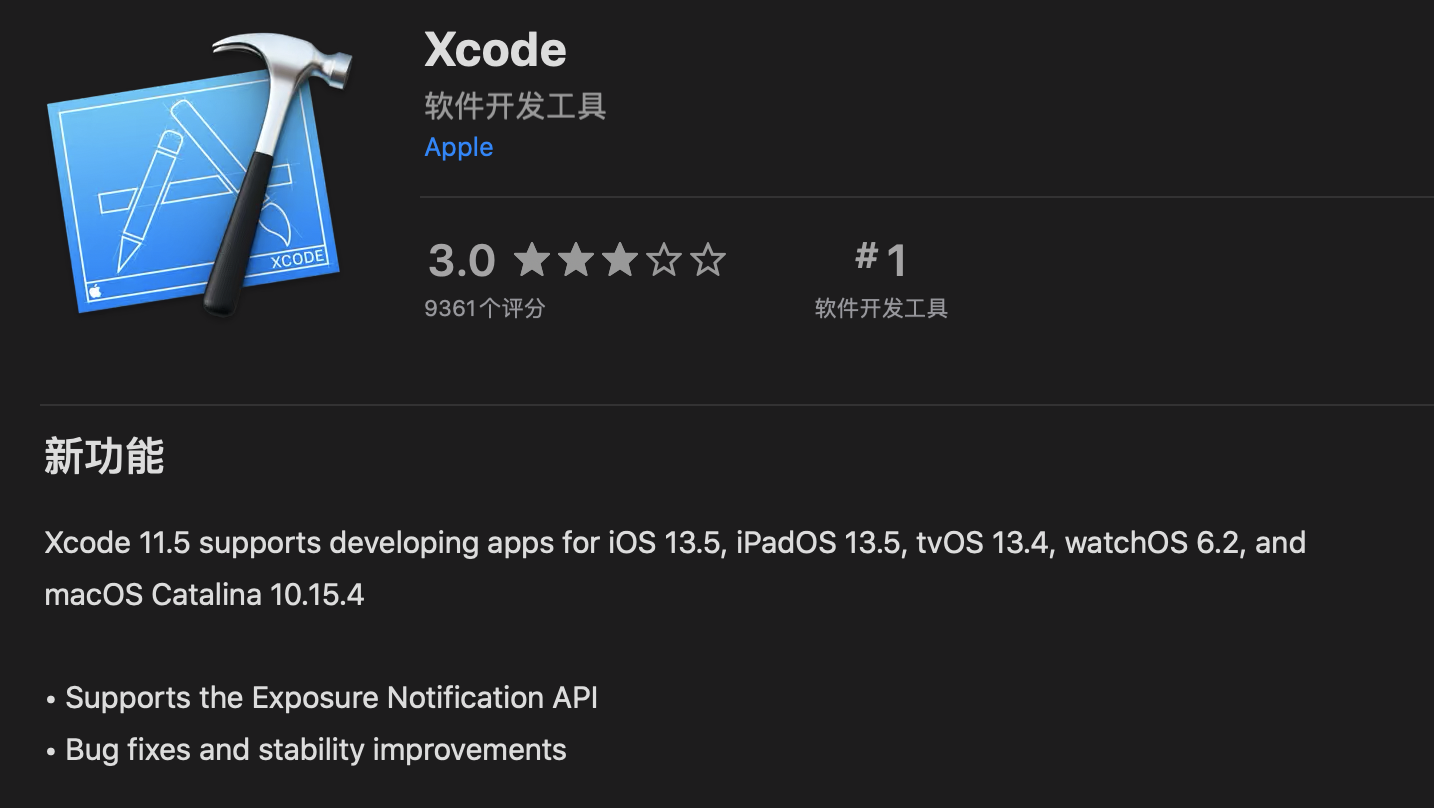 Xcode
软件开发工具
Apple
3.0
#1
9361个评分
软件开发工具
XCODE
新功能
Xcode 11.5 supports developing apps for iOS 13.5, iPadOS 13.5, tvOS 13.4, watchOS 6.2, and
macOS Catalina 10.15.4
• Supports the Exposure Notification API
• Bug fixes and stability improvements